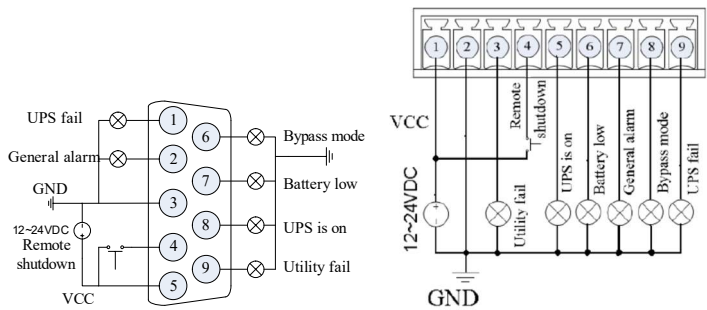 UPS fail
General alarm
GND
12~24VDC
Remote
shutdown
VCC
1
2
3
4
5
6
7
8
9
Bypass mode
Battery low
UPS is on
Utility fail
1 2 3 4 5 6 7 8 9
VCC
Remote
shutdown
12~24VDC
Utility fail
UPS is on
Battery low
General alarm
Bypass mode
UPS fail
GND